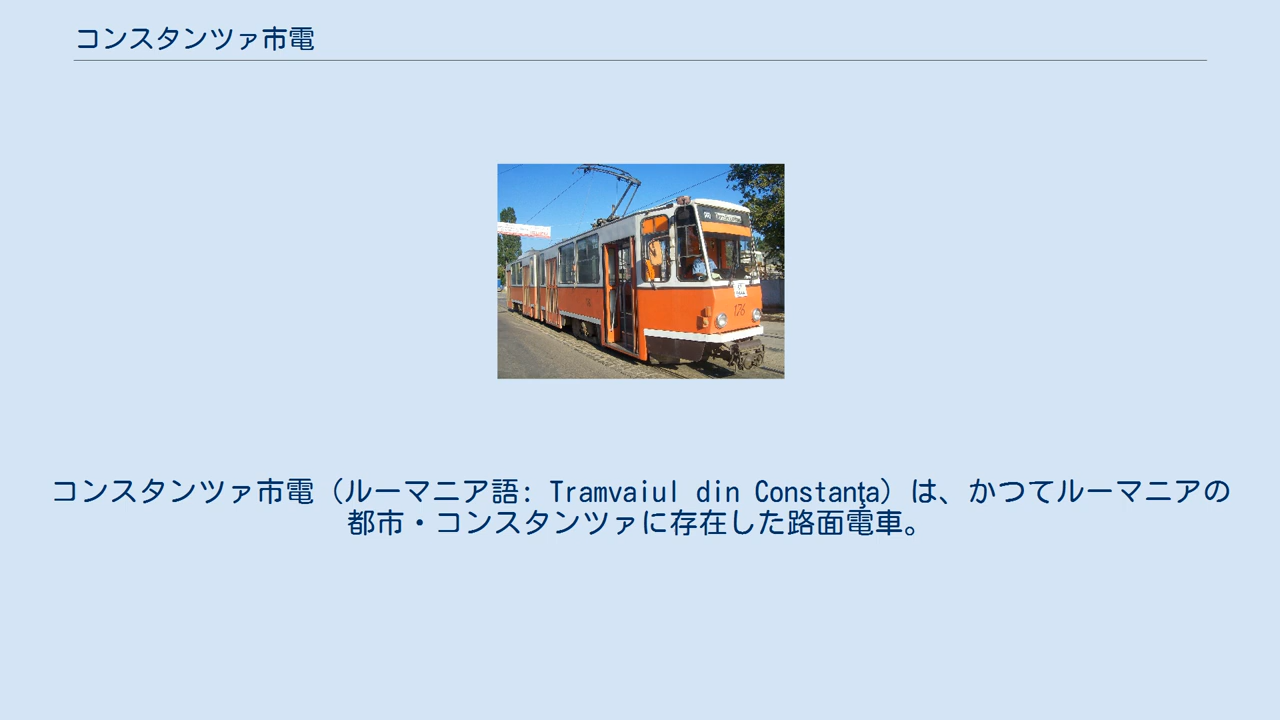 コンスタンツァ市電
176
コンスタンツァ市電（ルーマニア語: Tramvaiul din Constanţa）は、かつてルーマニアの
都市・コンスタンツァに存在した路面電車。